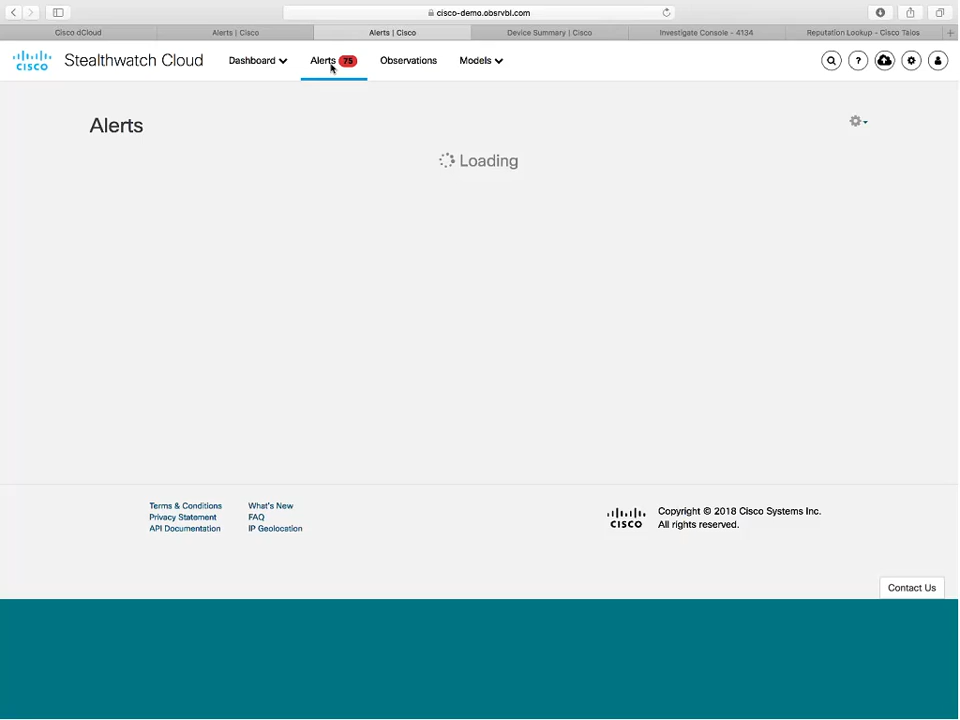 cisco-demo.obsrvbl.com
Cisco dCloud
Alerts | Cisco
Alerts | Cisco
Device Summary | Cisco
Investigate Console - 4134
Reputation Lookup - Cisco Talos
CISCO
Stealthwatch Cloud
Dashboard
Alerts 75
Observations
Models
?
Alerts
Loading
Terms & Conditions
Privacy Statement
API Documentation
What's New
FAQ
IP Geolocation
CISCO
Copyright © 2018 Cisco Systems Inc.
All rights reserved.
Contact Us